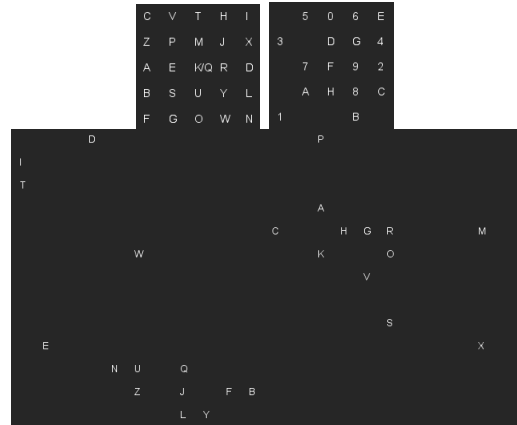 C V T H I
Z P M J X
A E K/Q R D
B S U Y L
F G O W N
5 0 6 E
3 D G 4
7 F 9 2
A H 8 C
1 B
D P
I
T
A
C H G R M
W K O
V
S
E X
N U Q
Z J F B
L Y